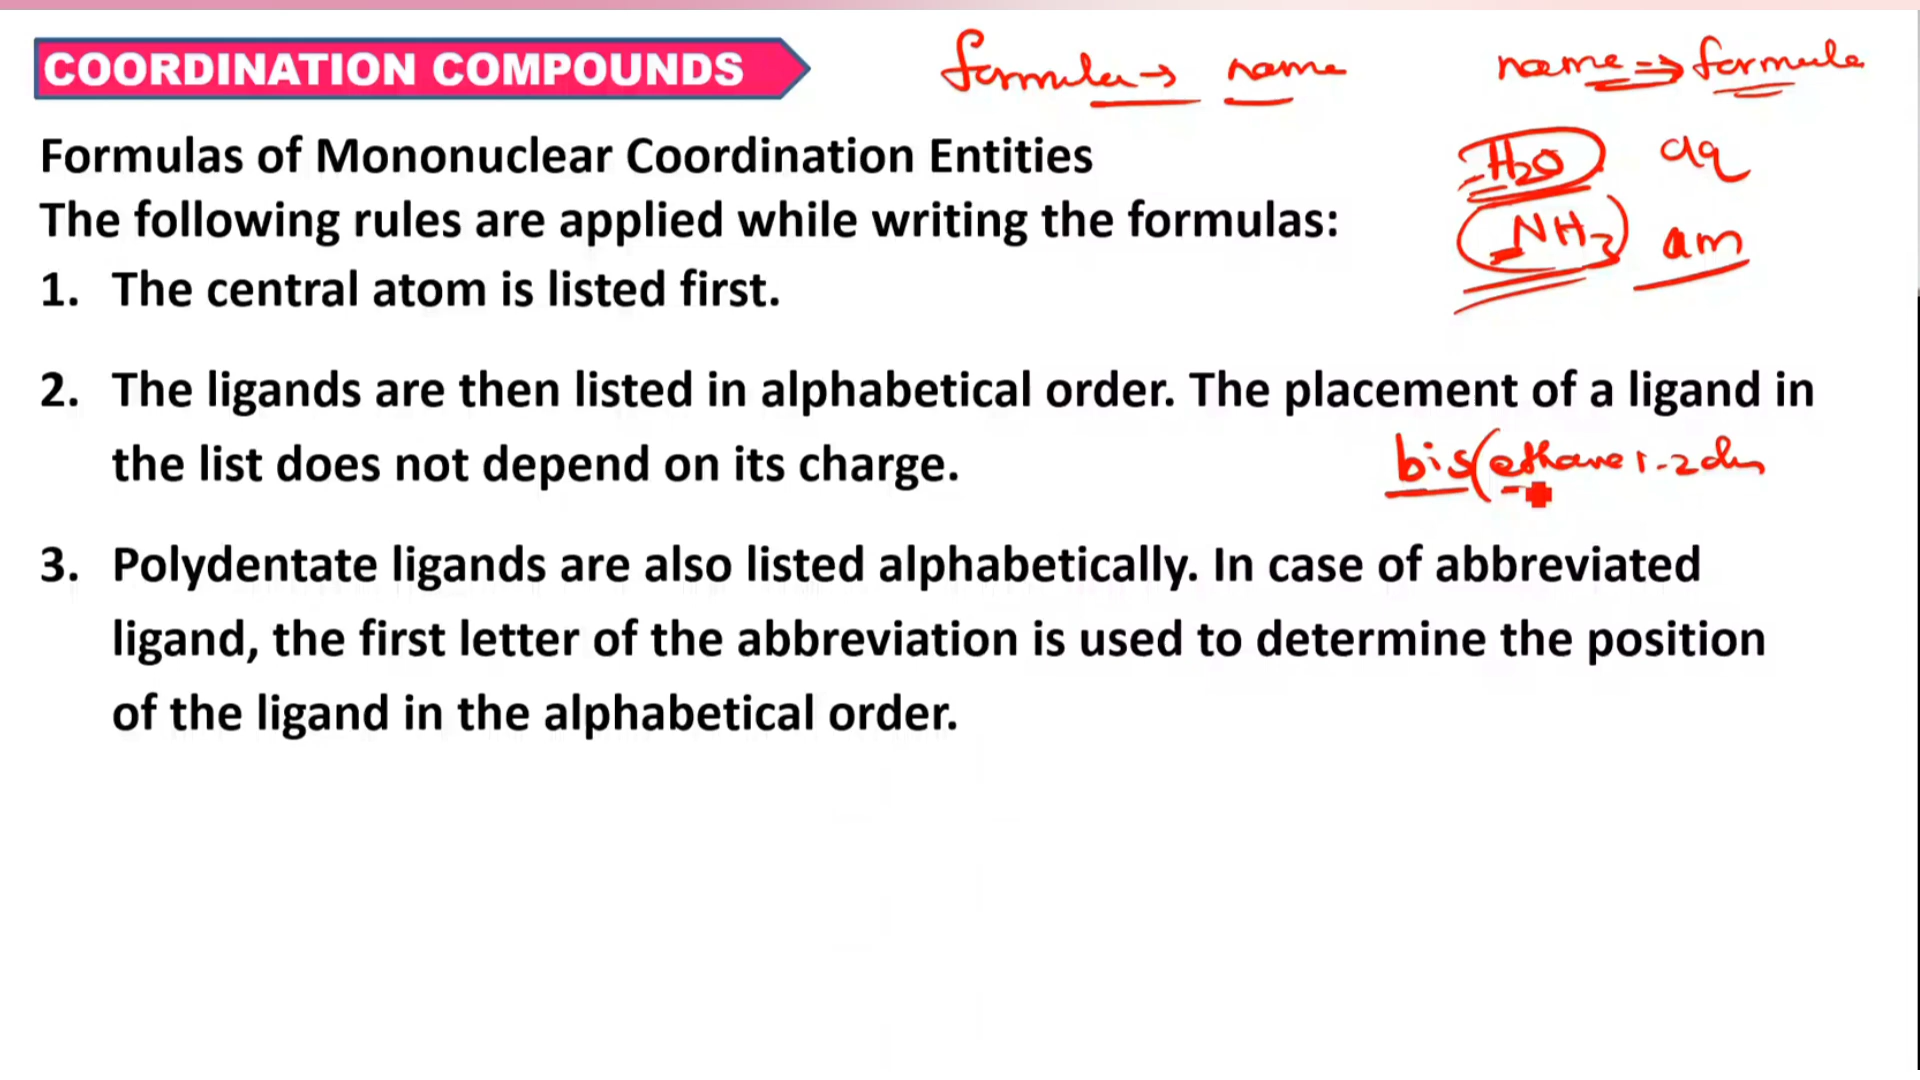 COORDINATION COMPOUNDS
formula → name
name ⇒ formula
Formulas of Mononuclear Coordination Entities
H₂O aq
The following rules are applied while writing the formulas:
NH₃ am
1. The central atom is listed first.
2. The ligands are then listed in alphabetical order. The placement of a ligand in
the list does not depend on its charge.
bis(ethane 1-2
3. Polydentate ligands are also listed alphabetically. In case of abbreviated
ligand, the first letter of the abbreviation is used to determine the position
of the ligand in the alphabetical order.